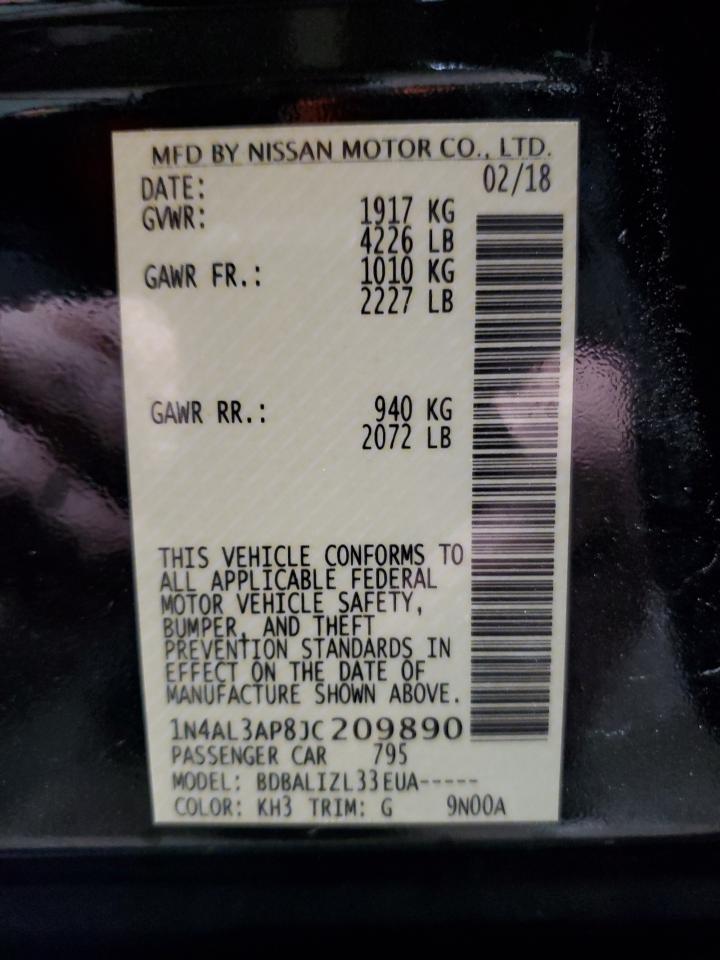 MFD BY NISSAN MOTOR CO., LTD.
DATE: 02/18
GVWR: 1917 KG
4226 LB
GAWR FR.: 1010 KG
2227 LB
GAWR RR.: 940 KG
2072 LB
THIS VEHICLE CONFORMS TO
ALL APPLICABLE FEDERAL
MOTOR VEHICLE SAFETY,
BUMPER, AND THEFT
PREVENTION STANDARDS IN
EFFECT ON THE DATE OF
MANUFACTURE SHOWN ABOVE.
1N4AL3AP8JC209890
PASSENGER CAR 795
MODEL: BDBALIZL33EUA-----
COLOR: KH3 TRIM: G 9N00A